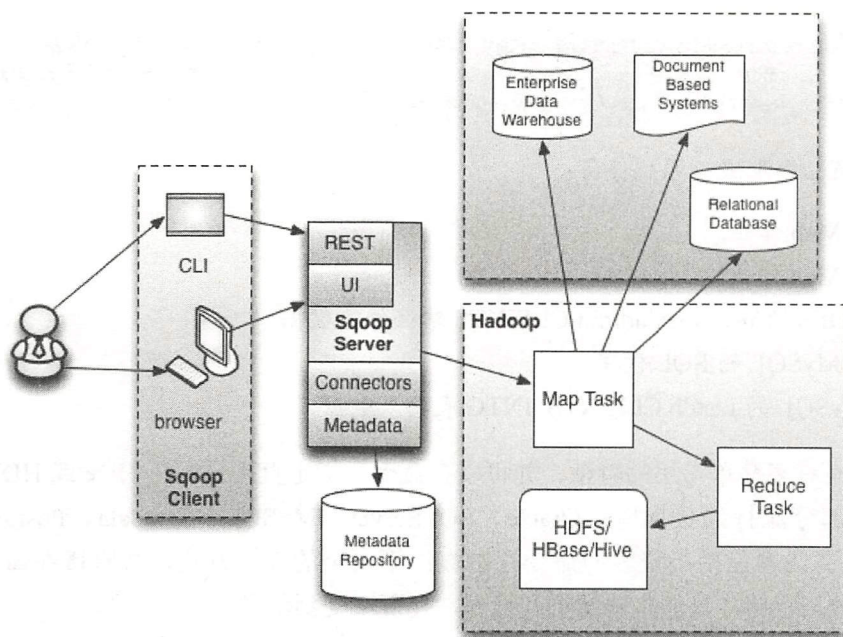 Enterprise
Data
Warehouse
Document
Based
Systems
Relational
Database
CLI
browser
Sqoop
Client
REST
UI
Sqoop
Server
Connectors
Metadata
Metadata
Repository
Hadoop
Map Task
Reduce
Task
HDFS/
HBase/Hive